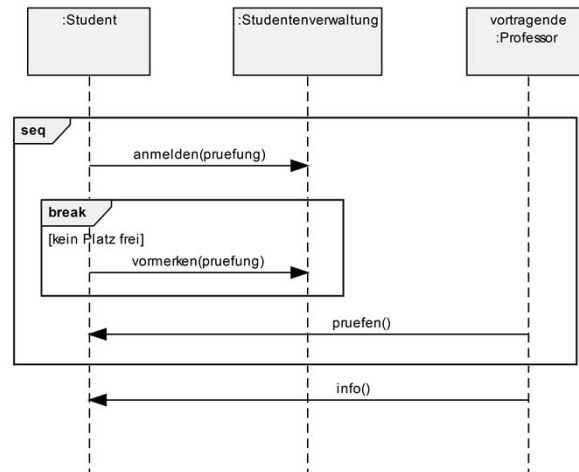 :Student
:Studentenverwaltung
vortragende
:Professor
seq
anmelden(pruefung)
break
[kein Platz frei]
vormerken(pruefung)
pruefen()
info()